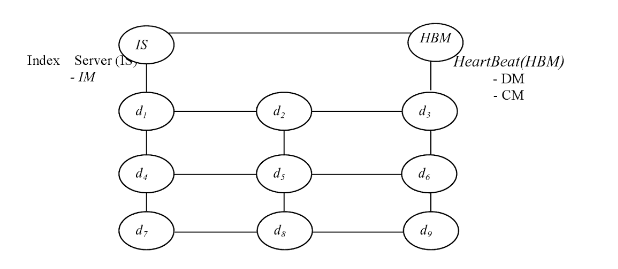 IS
HBM
Index Server (IS)
- IM
HeartBeat(HBM)
- DM
- CM
d1 d2 d3
d4 d5 d6
d7 d8 d9